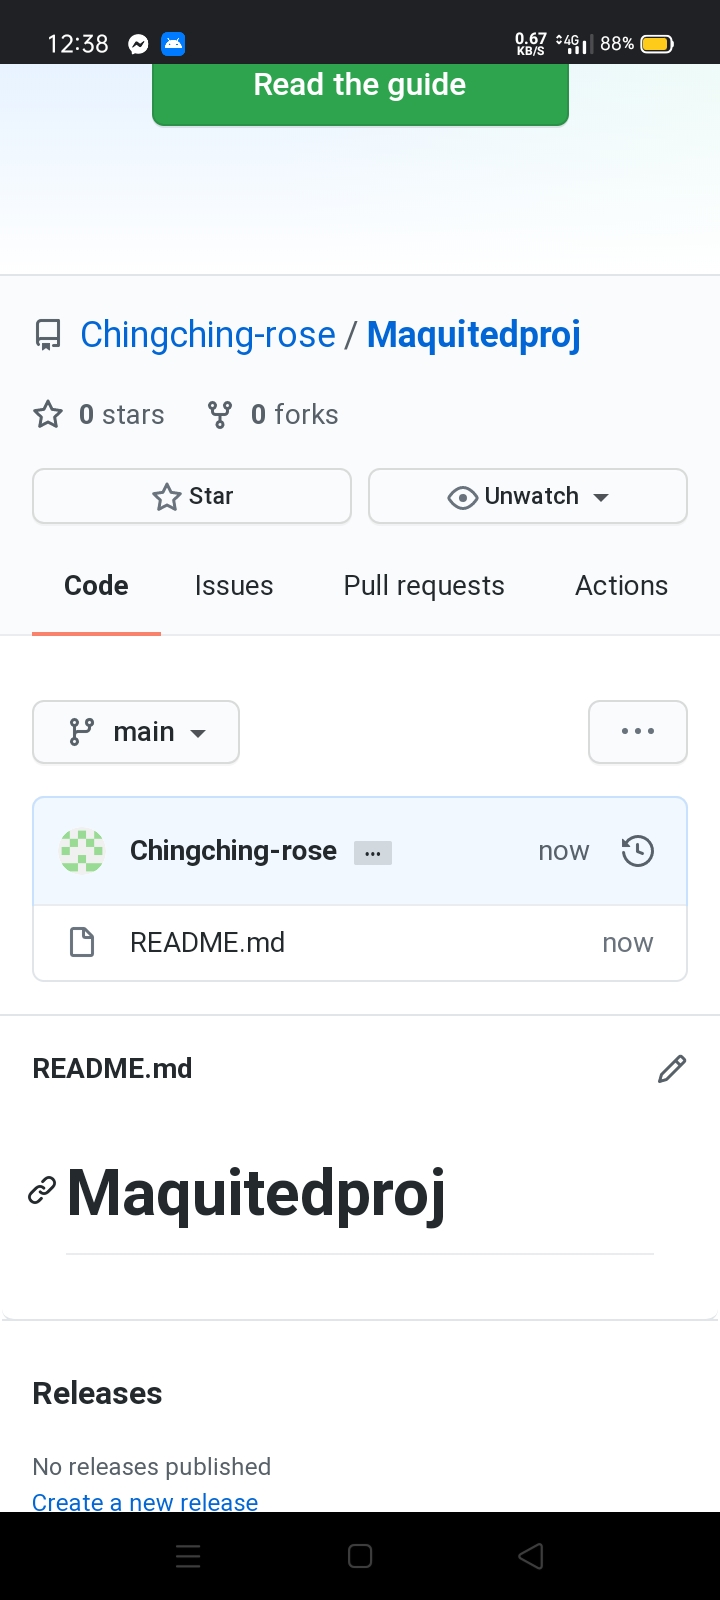 12:38 0.67 KB/S 4G 88%
Read the guide
Chingching-rose / Maquitedproj
0 stars 0 forks
Star Unwatch
Code Issues Pull requests Actions
main ...
Chingching-rose ... now
README.md now
README.md
Maquitedproj
Releases
No releases published
Create a new release